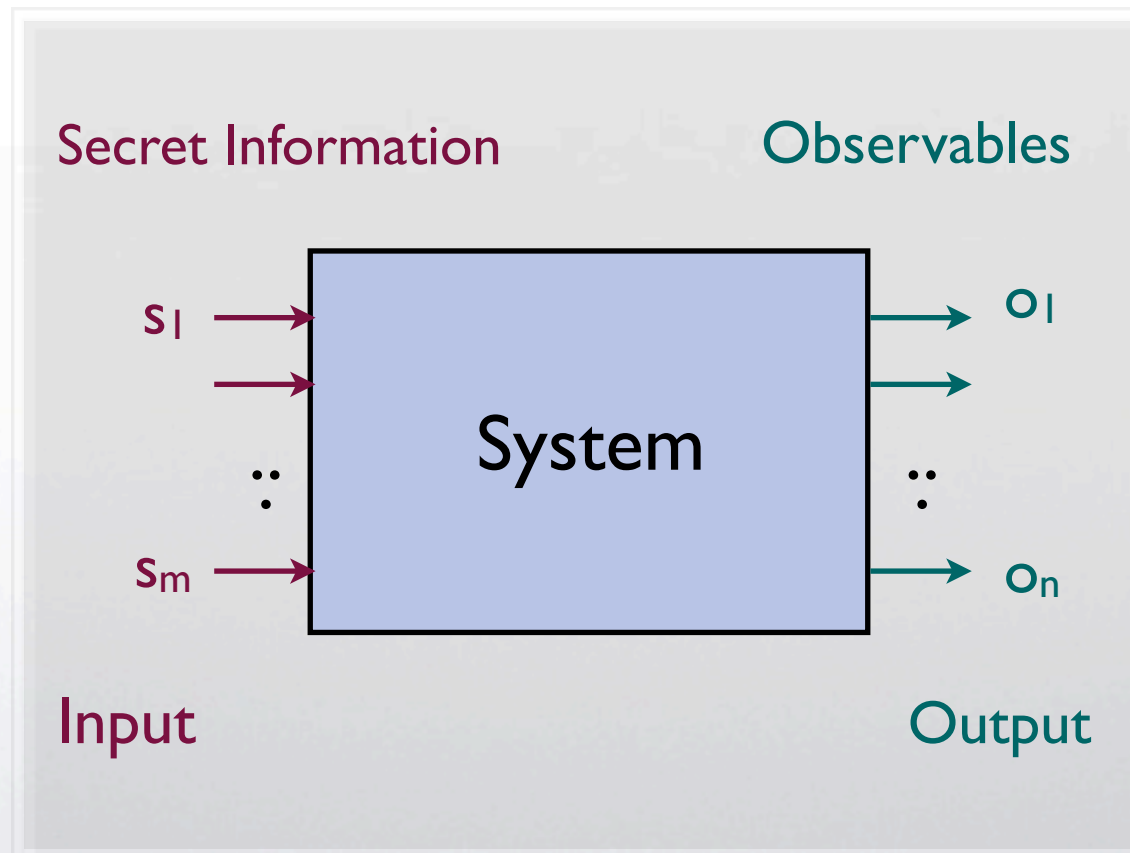 Secret Information
Observables
s1
o1
System
sm
on
Input
Output